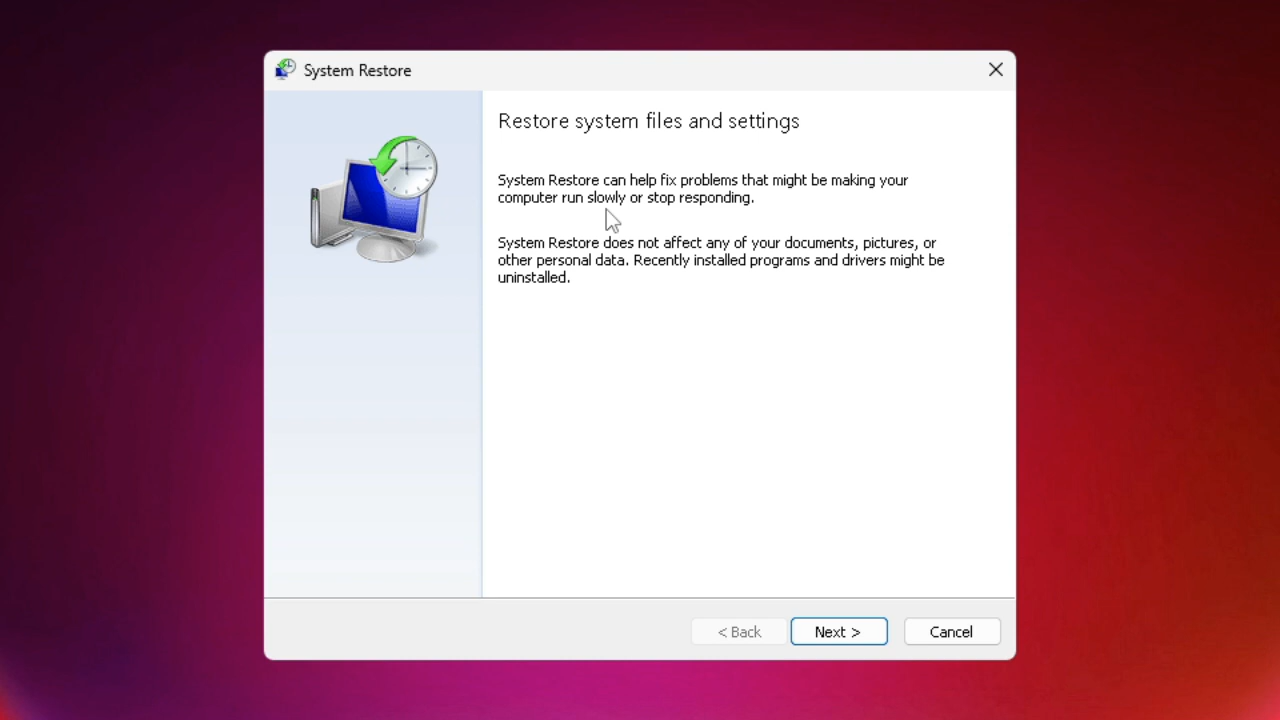 System Restore
Restore system files and settings
System Restore can help fix problems that might be making your
computer run slowly or stop responding.
System Restore does not affect any of your documents, pictures, or
other personal data. Recently installed programs and drivers might be
uninstalled.
< Back
Next >
Cancel